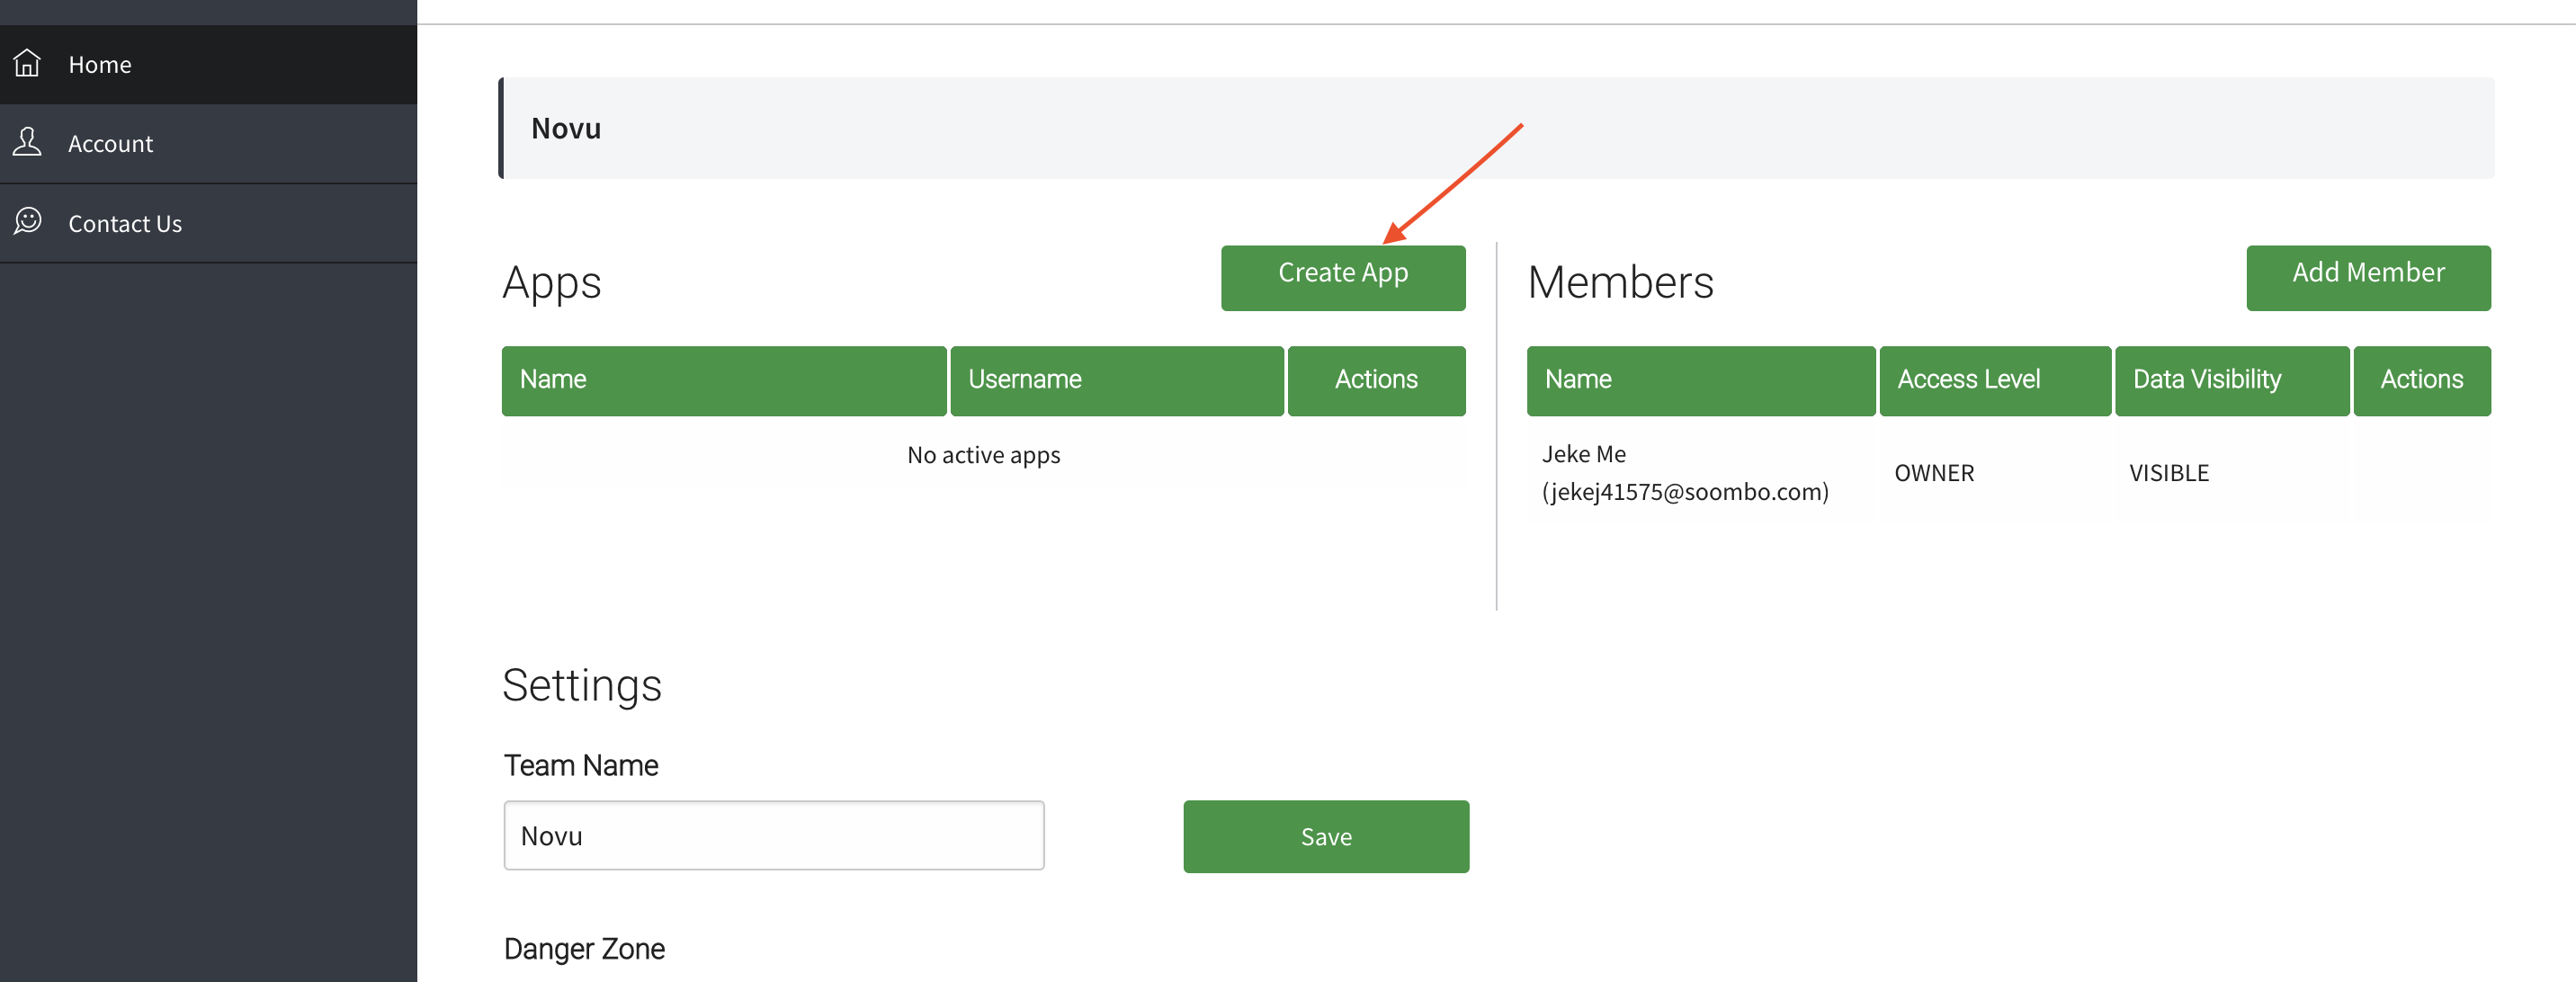 Home
Account
Contact Us
Novu
Apps
Create App
Name Username Actions
No active apps
Members
Add Member
Name Access Level Data Visibility Actions
Jeke Me
(jekej41575@soombo.com)
OWNER
VISIBLE
Settings
Team Name
Novu
Save
Danger Zone